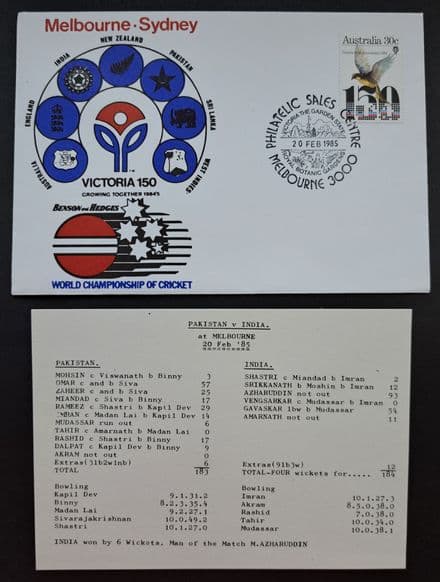 Melbourne·Sydney
NEW ZEALAND
INDIA
PAKISTAN
ENGLAND
SRI LANKA
AUSTRALIA
WEST INDIES
VICTORIA 150
GROWING TOGETHER 1984/5
BENSON and HEDGES
WORLD CHAMPIONSHIP OF CRICKET
Australia 30c
150
PHILATELIC SALES CENTRE
VICTORIA THE GARDEN STATE
20 FEB 1985
ROYAL BOTANIC GARDENS
MELBOURNE 3000
PAKISTAN v INDIA.
at MELBOURNE
20 Feb '85
PAKISTAN.
MOHSIN c Viswanath b Binny 3
OMAR c and b Siva 57
ZAHEER c and b Siva 25
MIANDAD c Siva b Binny 17
RAMEEZ c Shastri b Kapil Dev 29
IMRAN c Madan Lai b Kapil Dev 14
MUDASSAR run out 6
TAHIR c Amarnath b Madan Lai 0
RASHID c Shastri b Binny 17
DALPAT c Kapil Dev b Binny 9
AKRAM not out 0
Extras(3lb2w1nb) 6
TOTAL 183
Bowling
Kapil Dev 9.1.31.2
Binny 8.2.3.35.4
Madan Lai 9.2.27.1
Sivarajakrishnan 10.0.49.2
Shastri 10.1.27.0
INDIA.
SHASTRI c Miandad b Imran 2
SRIKKANATH b Moshin b Imran 12
AZHARUDDIN not out 93
VENGSARKAR c Mudassar b Imran 0
GAVASKAR lbw b Mudassar 54
AMARNATH not out 11
Extras(9lb3w) 12
TOTAL-FOUR wickets for..... 184
Bowling
Imran 10.1.27.3
Akram 8.5.0.38.0
Rashid 7.0.38.0
Tahir 10.0.34.0
Mudassar 10.0.38.1
INDIA won by 6 Wickets. Man of the Match M.AZHARUDDIN